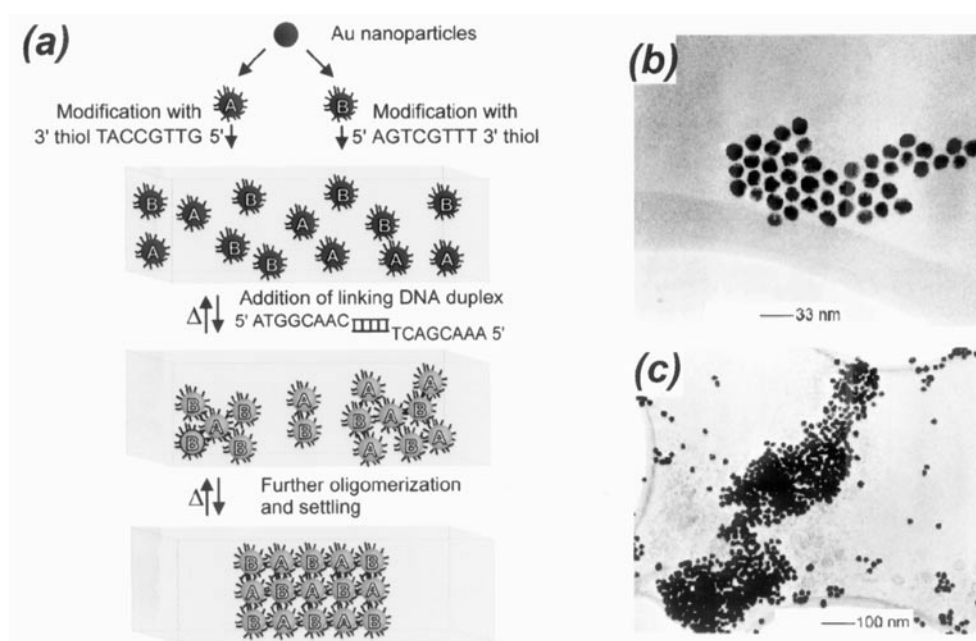 (a)
Au nanoparticles
A
B
Modification with
3' thiol TACCGTTG 5'
Modification with
5' AGTCGTTT 3' thiol
B
A
B
A
B
B
B
A
B
B
A
A
A
Δ
Addition of linking DNA duplex
5' ATGGCAAC
TCAGCAAA 5'
B
B
A
B
B
A
B
A
A
B
A
B
A
B
A
Δ
Further oligomerization
and settling
B A B A B
A B A B A
B A B A B
(b)
33 nm
(c)
100 nm